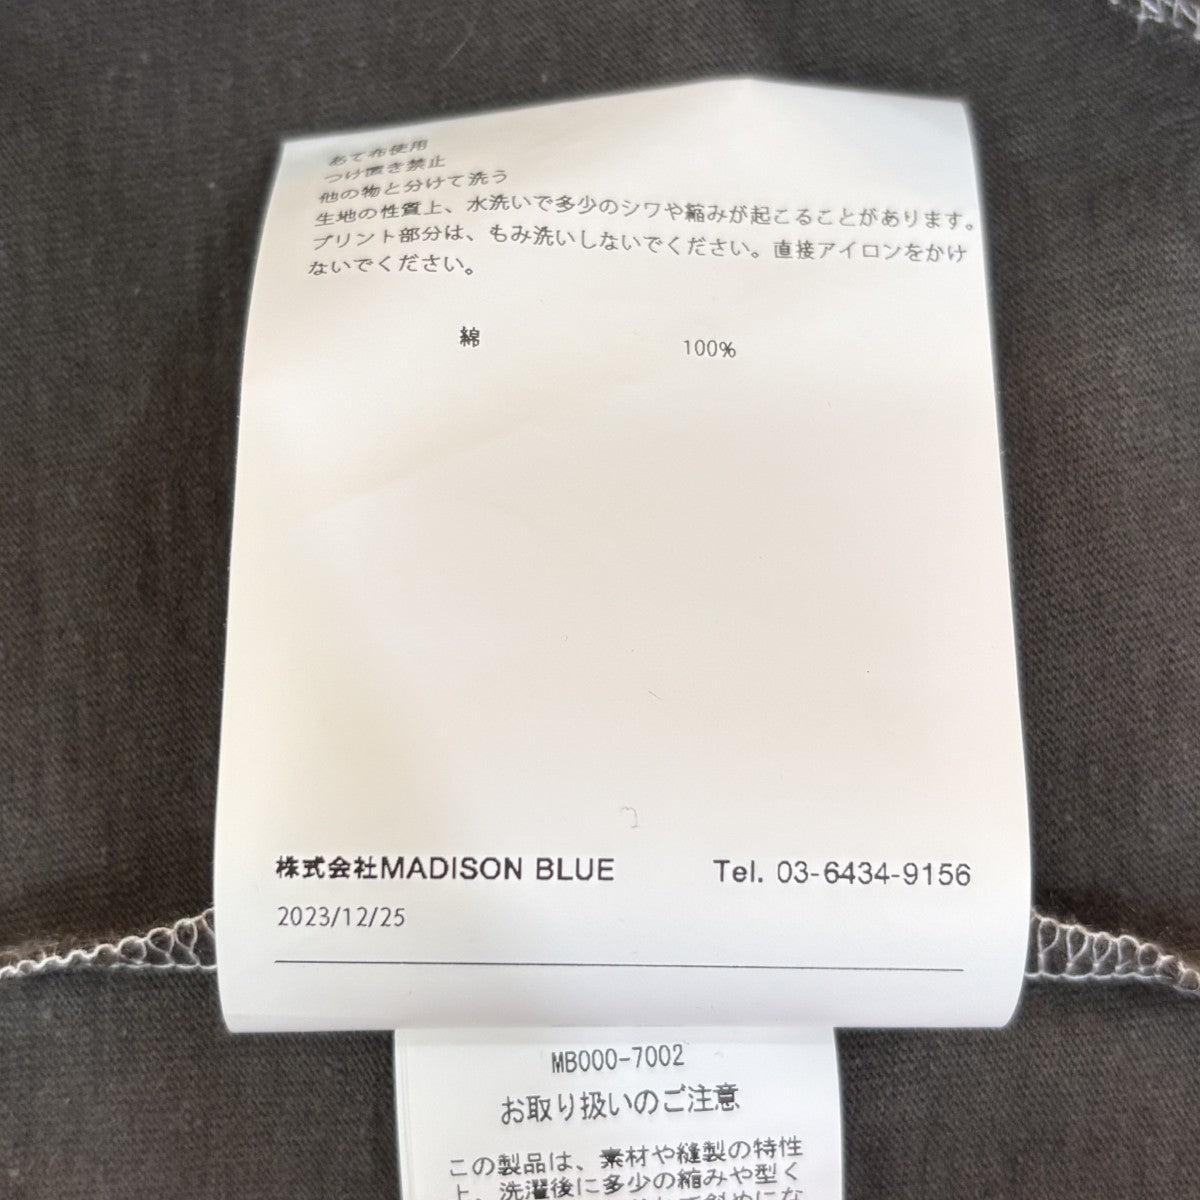 あて布使用
つけ置き禁止
他の物と分けて洗う
生地の性質上、水洗いで多少のシワや縮みが起こることがあります。
プリント部分は、もみ洗いしないでください。直接アイロンをかけ
ないでください。
綿 100%
株式会社MADISON BLUE Tel. 03-6434-9156
2023/12/25
MB000-7002
お取り扱いのご注意
この製品は、素材や縫製の特性
上、洗濯後に多少の縮みや型く
斜めにな